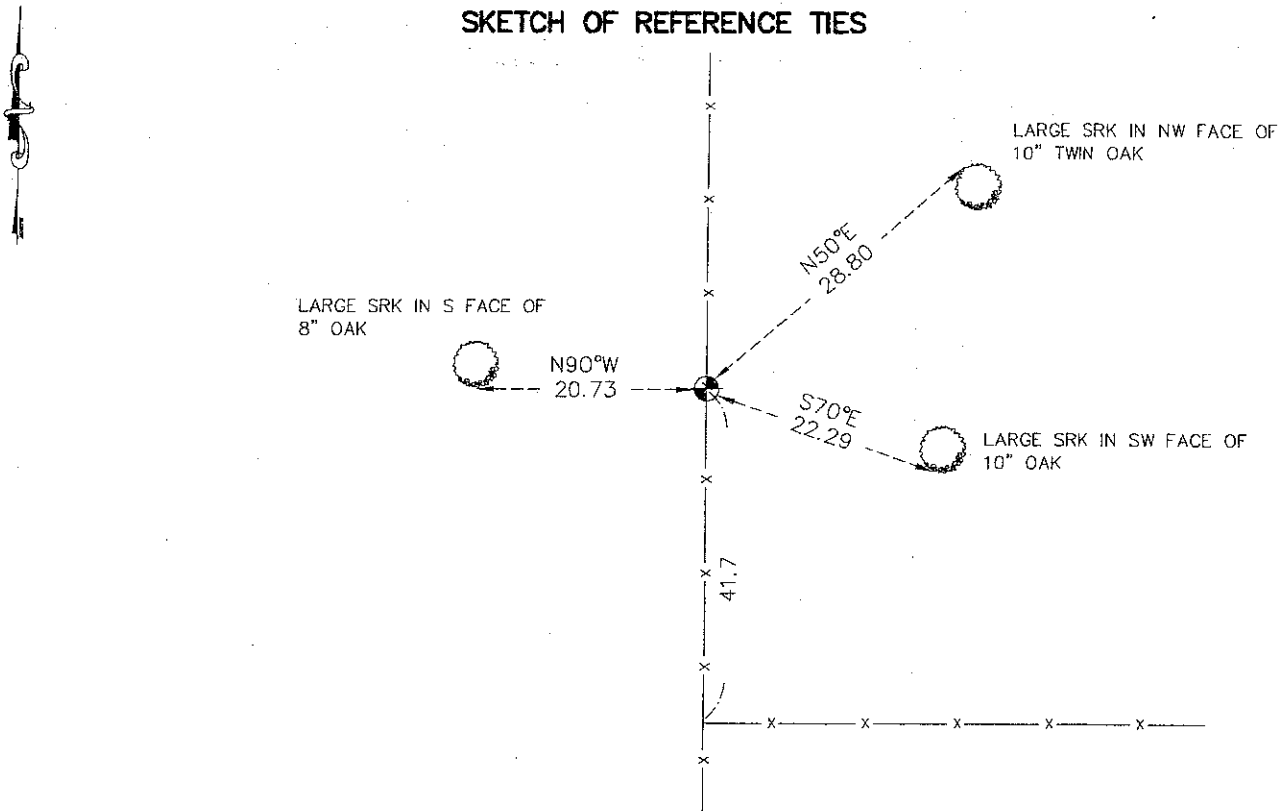 SKETCH OF REFERENCE TIES
LARGE SRK IN NW FACE OF
10" TWIN OAK
N50°E
28.80
LARGE SRK IN S FACE OF
8" OAK
N90°W
20.73
S70°E
22.29
LARGE SRK IN SW FACE OF
10" OAK
41.7